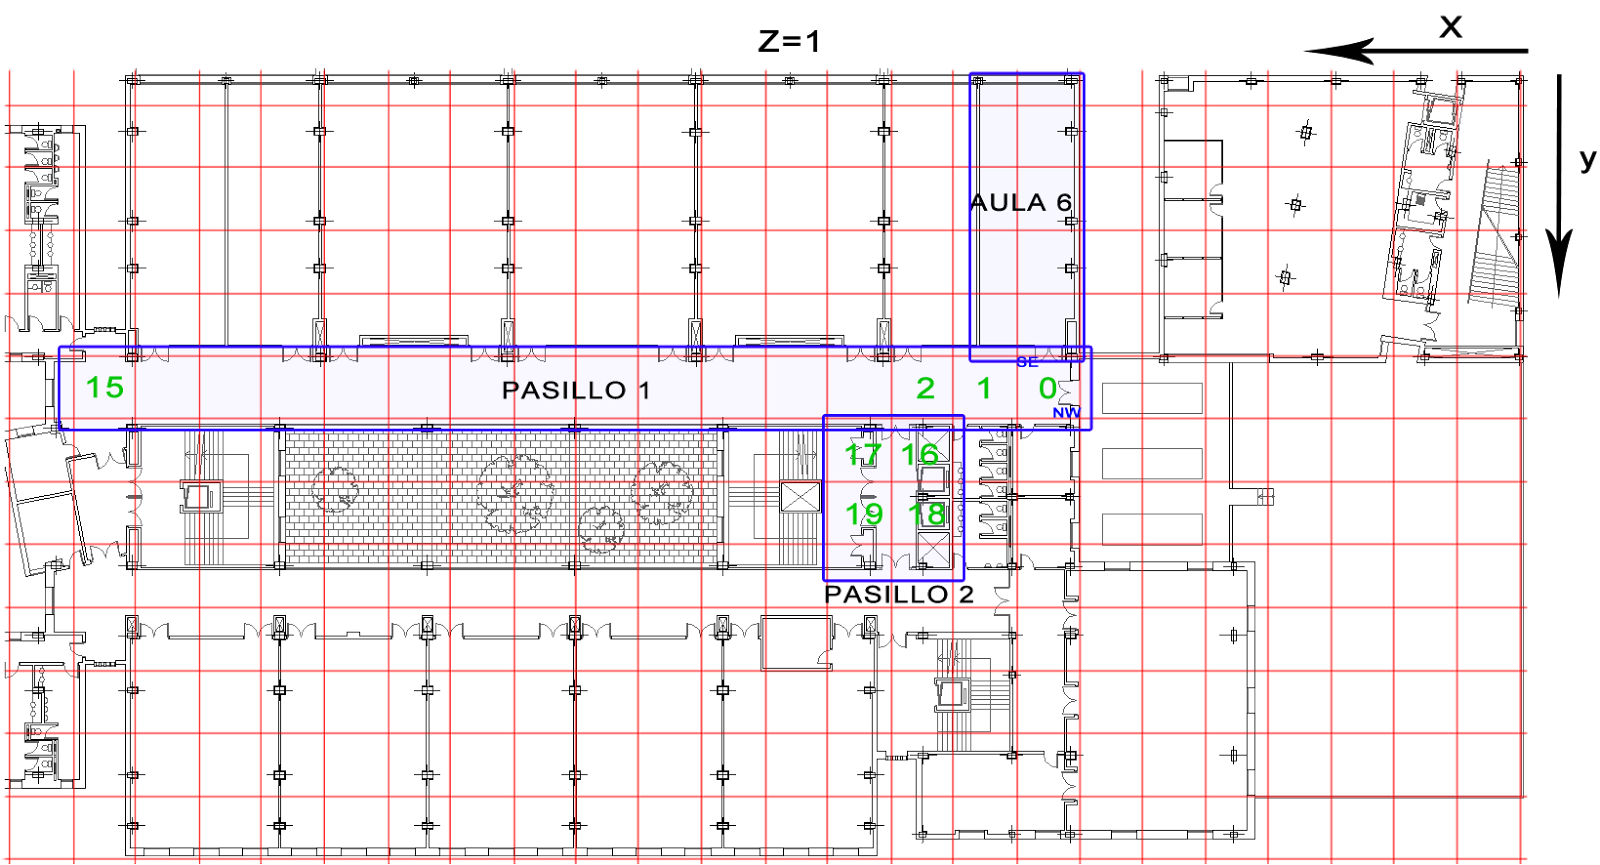 X
Z=1
y
AULA 6
SE
15
PASILLO 1
2
1
0
NW
17
16
19
18
PASILLO 2